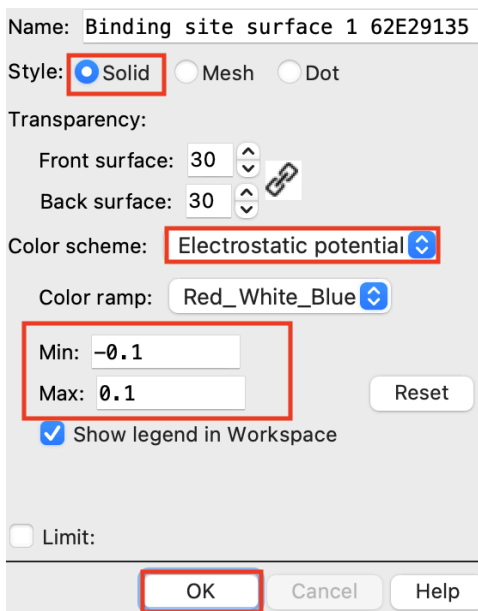 Name: Binding site surface 1 62E29135
Style: Solid Mesh Dot
Transparency:
Front surface: 30
Back surface: 30
Color scheme: Electrostatic potential
Color ramp: Red_White_Blue
Min: -0.1
Max: 0.1 Reset
Show legend in Workspace
Limit:
OK Cancel Help